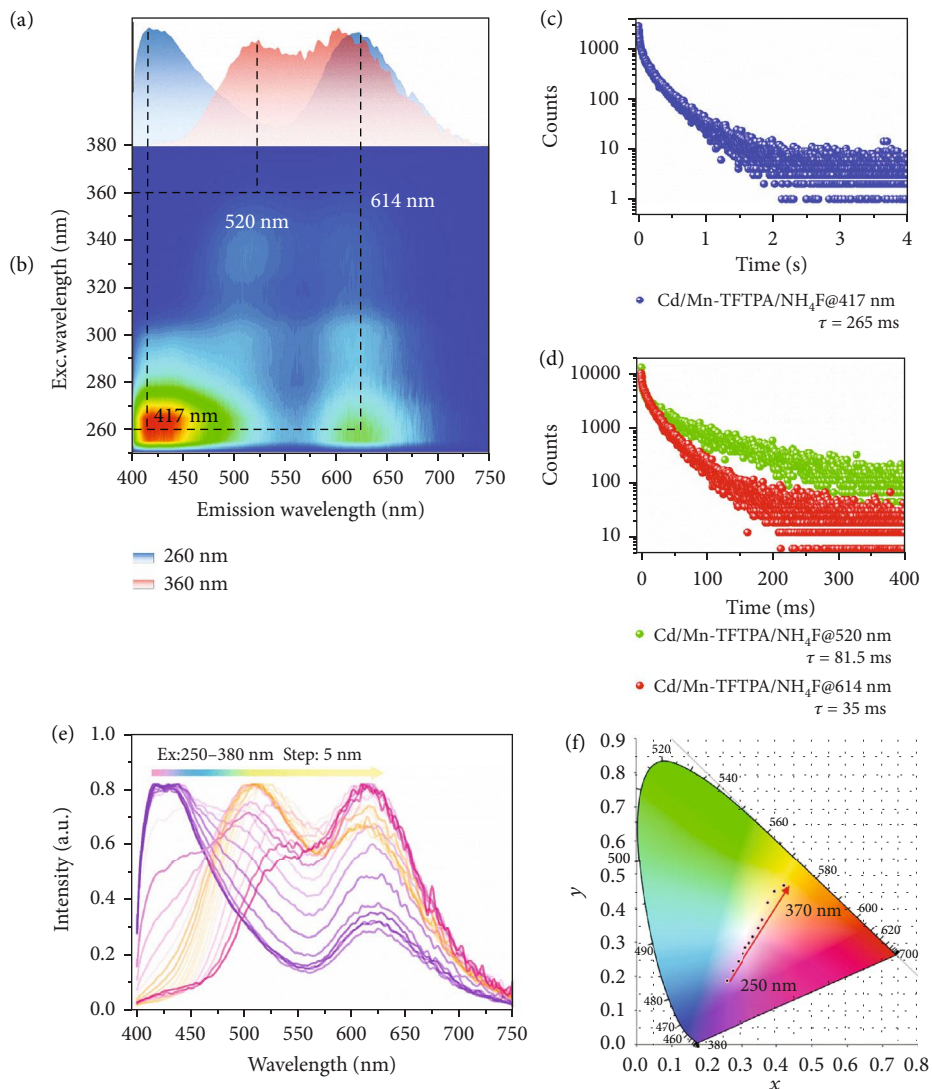 (a)
380
360
340
320
300
280
260
Exc.wavelength (nm)
(b)
520 nm
614 nm
417 nm
400 450 500 550 600 650 700 750
Emission wavelength (nm)
260 nm
360 nm
(c)
1000
100
10
1
Counts
0 1 2 3 4
Time (s)
Cd/Mn-TFTPA/NH₄F@417 nm
τ = 265 ms
(d)
10000
1000
100
10
Counts
0 100 200 300 400
Time (ms)
Cd/Mn-TFTPA/NH₄F@520 nm
τ = 81.5 ms
Cd/Mn-TFTPA/NH₄F@614 nm
τ = 35 ms
(e)
1.0
0.8
0.6
0.4
0.2
0.0
Intensity (a.u.)
Ex:250–380 nm Step: 5 nm
400 450 500 550 600 650 700 750
Wavelength (nm)
(f)
0.9
0.8
0.7
0.6
0.5
0.4
0.3
0.2
0.1
0.0
y
520
540
560
500
580
600
620
700
490
480
470
460
380
370 nm
250 nm
0.0 0.1 0.2 0.3 0.4 0.5 0.6 0.7 0.8
x